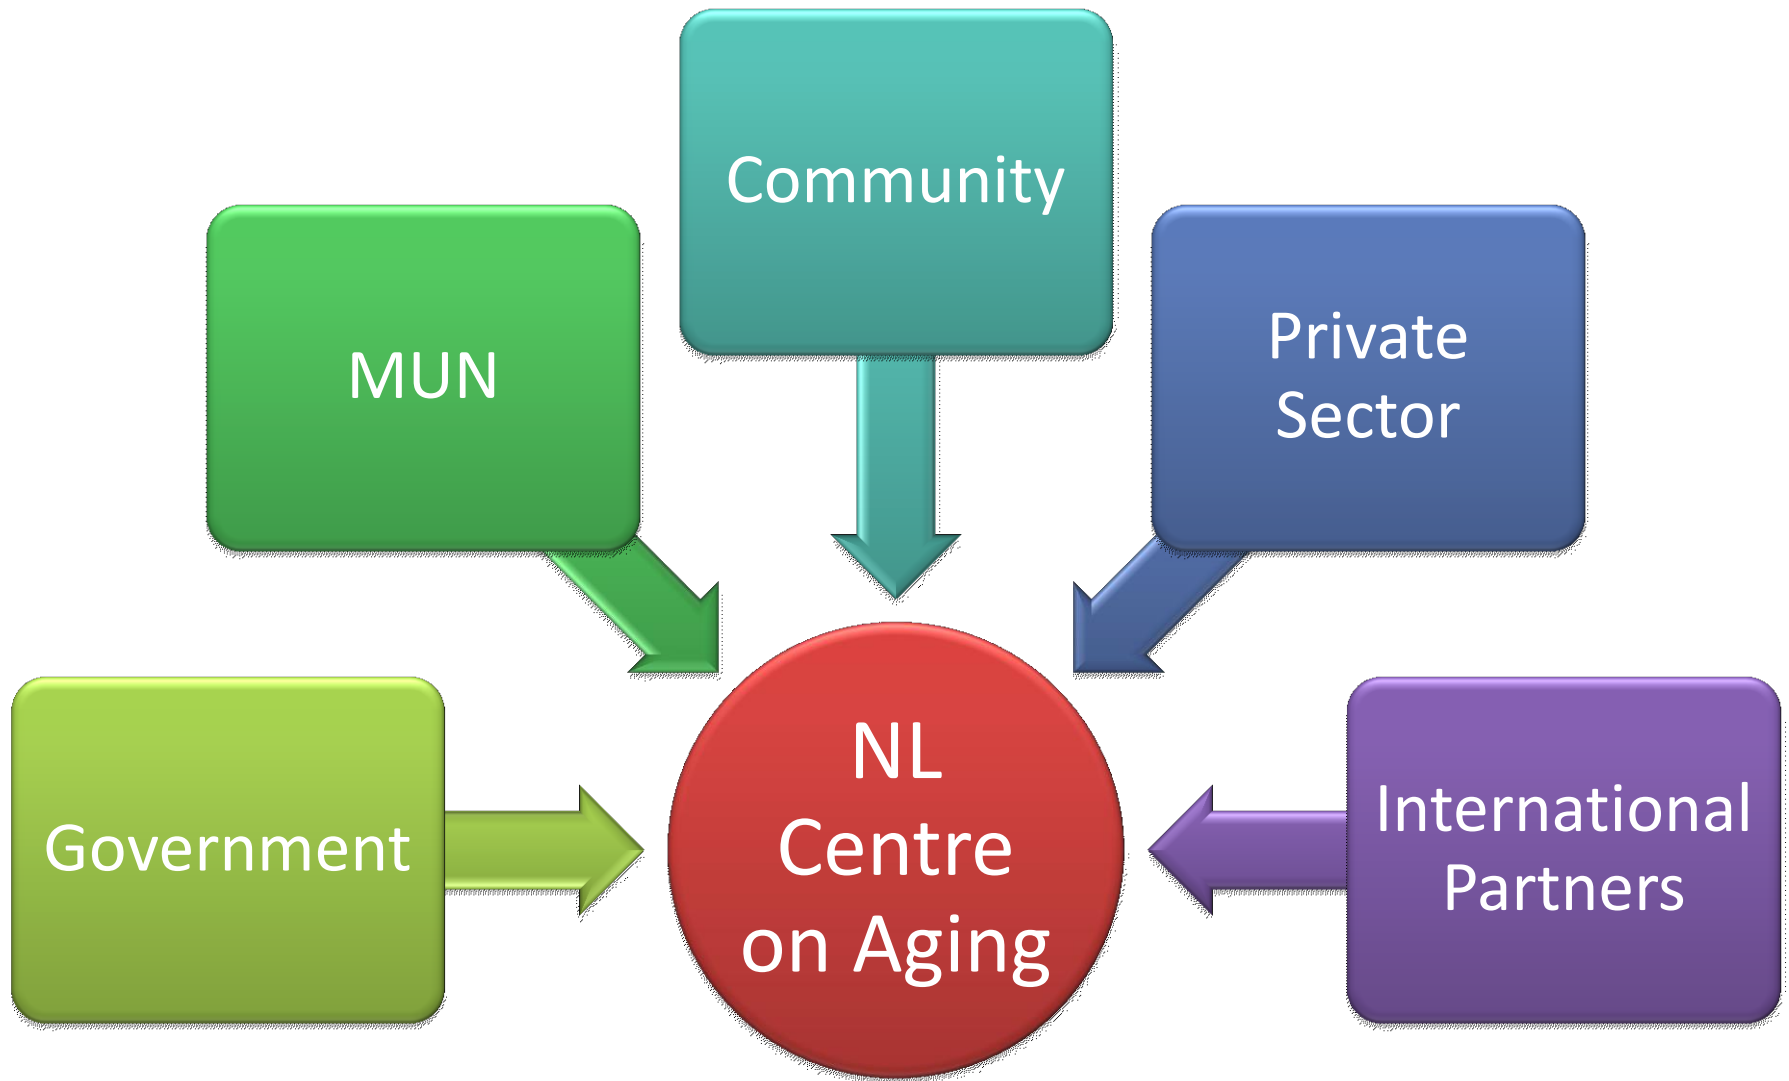 Community
MUN
Private
Sector
Government
NL
Centre
on Aging
International
Partners